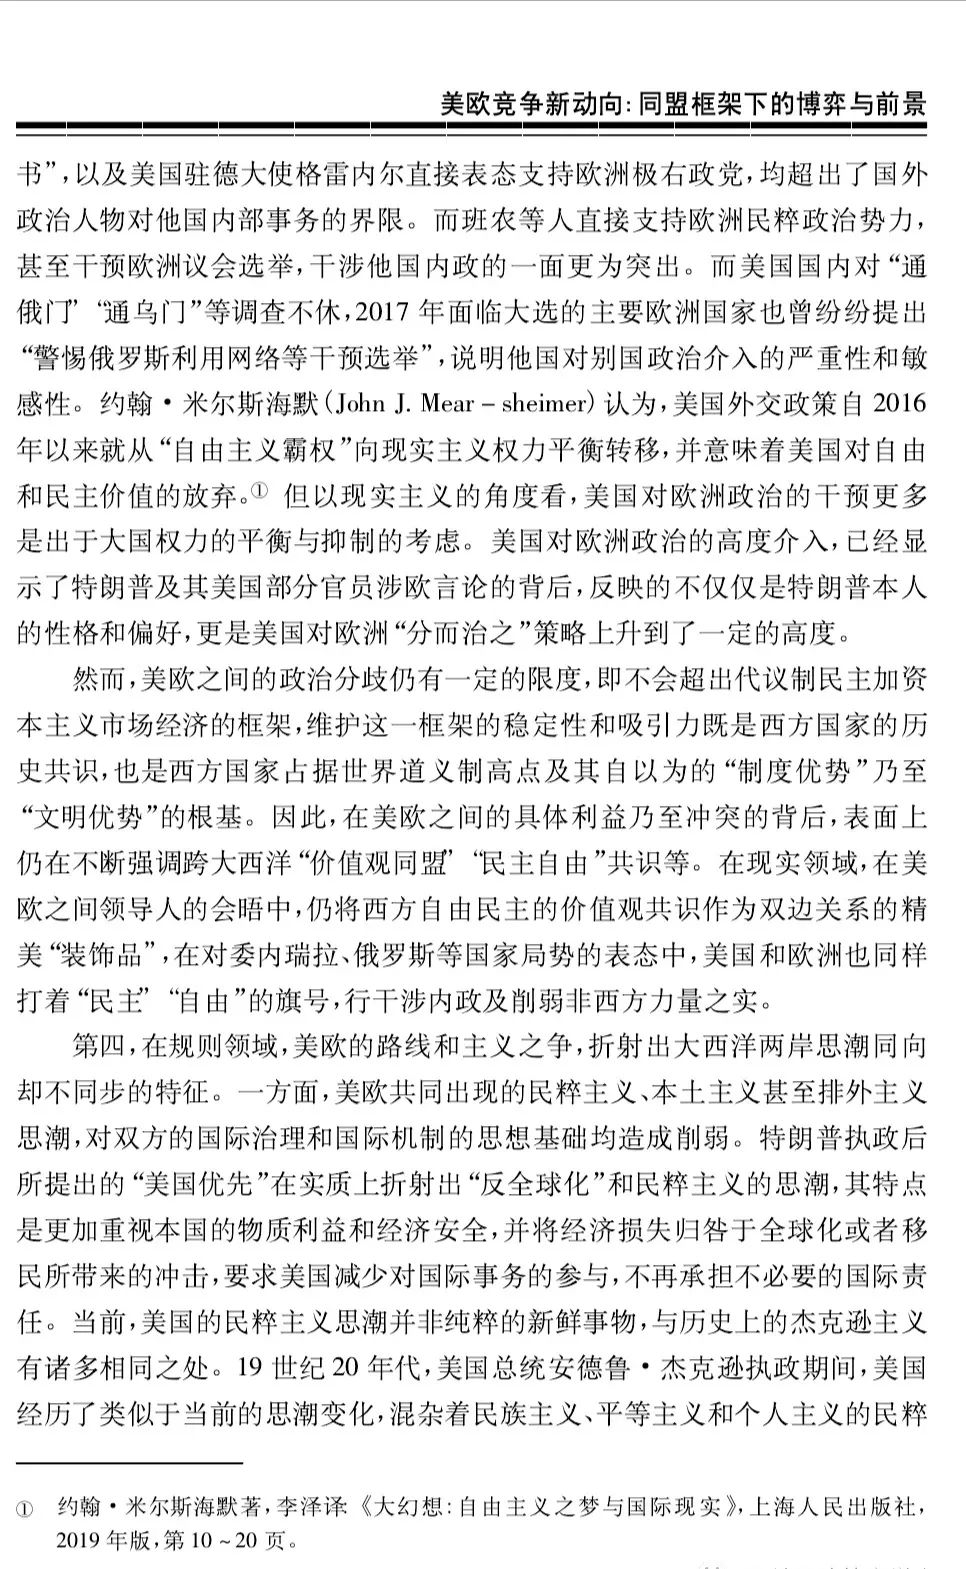 美欧竞争新动向:同盟框架下的博弈与前景
书”,以及美国驻德大使格雷内尔直接表态支持欧洲极右政党,均超出了国外
政治人物对他国内部事务的界限。而班农等人直接支持欧洲民粹政治势力,
甚至干预欧洲议会选举,干涉他国内政的一面更为突出。而美国国内对“通
俄门”“通乌门”等调查不休,2017 年面临大选的主要欧洲国家也曾纷纷提出
“警惕俄罗斯利用网络等干预选举”,说明他国对别国政治介入的严重性和敏
感性。约翰·米尔斯海默(John J. Mear-sheimer)认为,美国外交政策自 2016
年以来就从“自由主义霸权”向现实主义权力平衡转移,并意味着美国对自由
和民主价值的放弃。① 但以现实主义的角度看,美国对欧洲政治的干预更多
是出于大国权力的平衡与抑制的考虑。美国对欧洲政治的高度介入,已经显
示了特朗普及其美国部分官员涉欧言论的背后,反映的不仅仅是特朗普本人
的性格和偏好,更是美国对欧洲“分而治之”策略上升到了一定的高度。
然而,美欧之间的政治分歧仍有一定的限度,即不会超出代议制民主加资
本主义市场经济的框架,维护这一框架的稳定性和吸引力既是西方国家的历
史共识,也是西方国家占据世界道义制高点及其自以为的“制度优势”乃至
“文明优势”的根基。因此,在美欧之间的具体利益乃至冲突的背后,表面上
仍在不断强调跨大西洋“价值观同盟”“民主自由”共识等。在现实领域,在美
欧之间领导人的会晤中,仍将西方自由民主的价值观共识作为双边关系的精
美“装饰品”,在对委内瑞拉、俄罗斯等国家局势的表态中,美国和欧洲也同样
打着“民主”“自由”的旗号,行干涉内政及削弱非西方力量之实。
第四,在规则领域,美欧的路线和主义之争,折射出大西洋两岸思潮同向
却不同步的特征。一方面,美欧共同出现的民粹主义、本土主义甚至排外主义
思潮,对双方的国际治理和国际机制的思想基础均造成削弱。特朗普执政后
所提出的“美国优先”在实质上折射出“反全球化”和民粹主义的思潮,其特点
是更加重视本国的物质利益和经济安全,并将经济损失归咎于全球化或者移
民所带来的冲击,要求美国减少对国际事务的参与,不再承担不必要的国际责
任。当前,美国的民粹主义思潮并非纯粹的新鲜事物,与历史上的杰克逊主义
有诸多相同之处。19 世纪 20 年代,美国总统安德鲁·杰克逊执政期间,美国
经历了类似于当前的思潮变化,混杂着民族主义、平等主义和个人主义的民粹
① 约翰·米尔斯海默著,李泽译:《大幻想:自由主义之梦与国际现实》,上海人民出版社,
2019 年版,第 10~20 页。